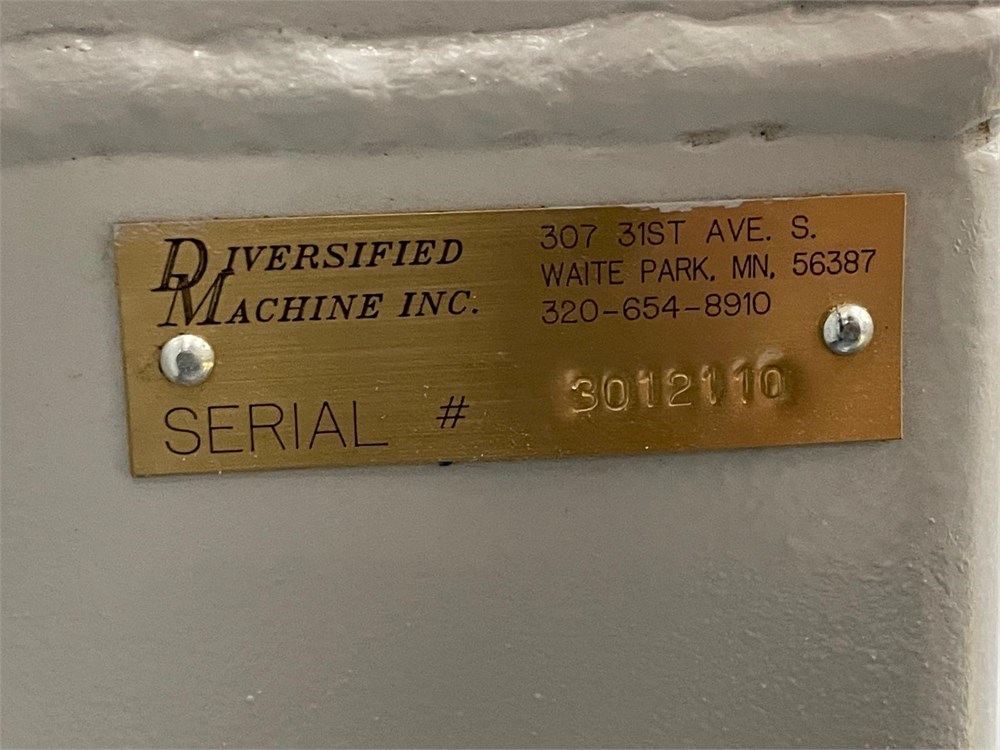 DIVERSIFIED
MACHINE INC.
307 31ST AVE. S.
WAITE PARK, MN, 56387
320-654-8910
SERIAL # 3012110